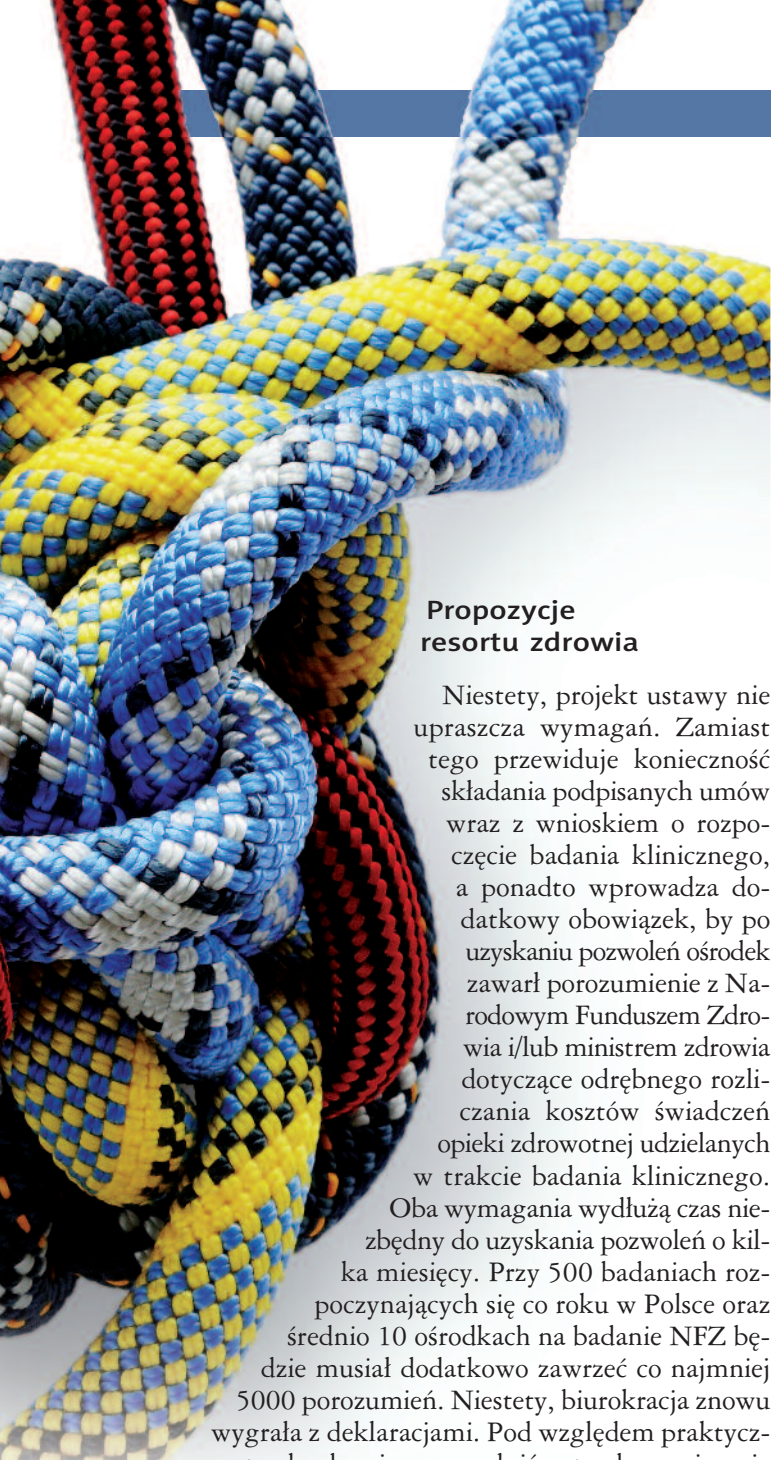 Propozycje
resortu zdrowia
Niestety, projekt ustawy nie
upraszcza wymagań. Zamiast
tego przewiduje konieczność
składania podpisanych umów
wraz z wnioskiem o rozpo-
częcie badania klinicznego,
a ponadto wprowadza do-
datkowy obowiązek, by po
uzyskaniu pozwoleń ośrodek
zawarł porozumienie z Na-
rodowym Funduszem Zdro-
wia i/lub ministrem zdrowia
dotyczące odrębnego rozli-
czania kosztów świadczeń
opieki zdrowotnej udzielanych
w trakcie badania klinicznego.
Oba wymagania wydłużą czas nie-
zbędny do uzyskania pozwoleń o kil-
ka miesięcy. Przy 500 badaniach roz-
poczynających się co roku w Polsce oraz
średnio 10 ośrodkach na badanie NFZ bę-
dzie musiał dodatkowo zawrzeć co najmniej
5000 porozumień. Niestety, biurokracja znowu
wygrała z deklaracjami. Pod względem praktycz-